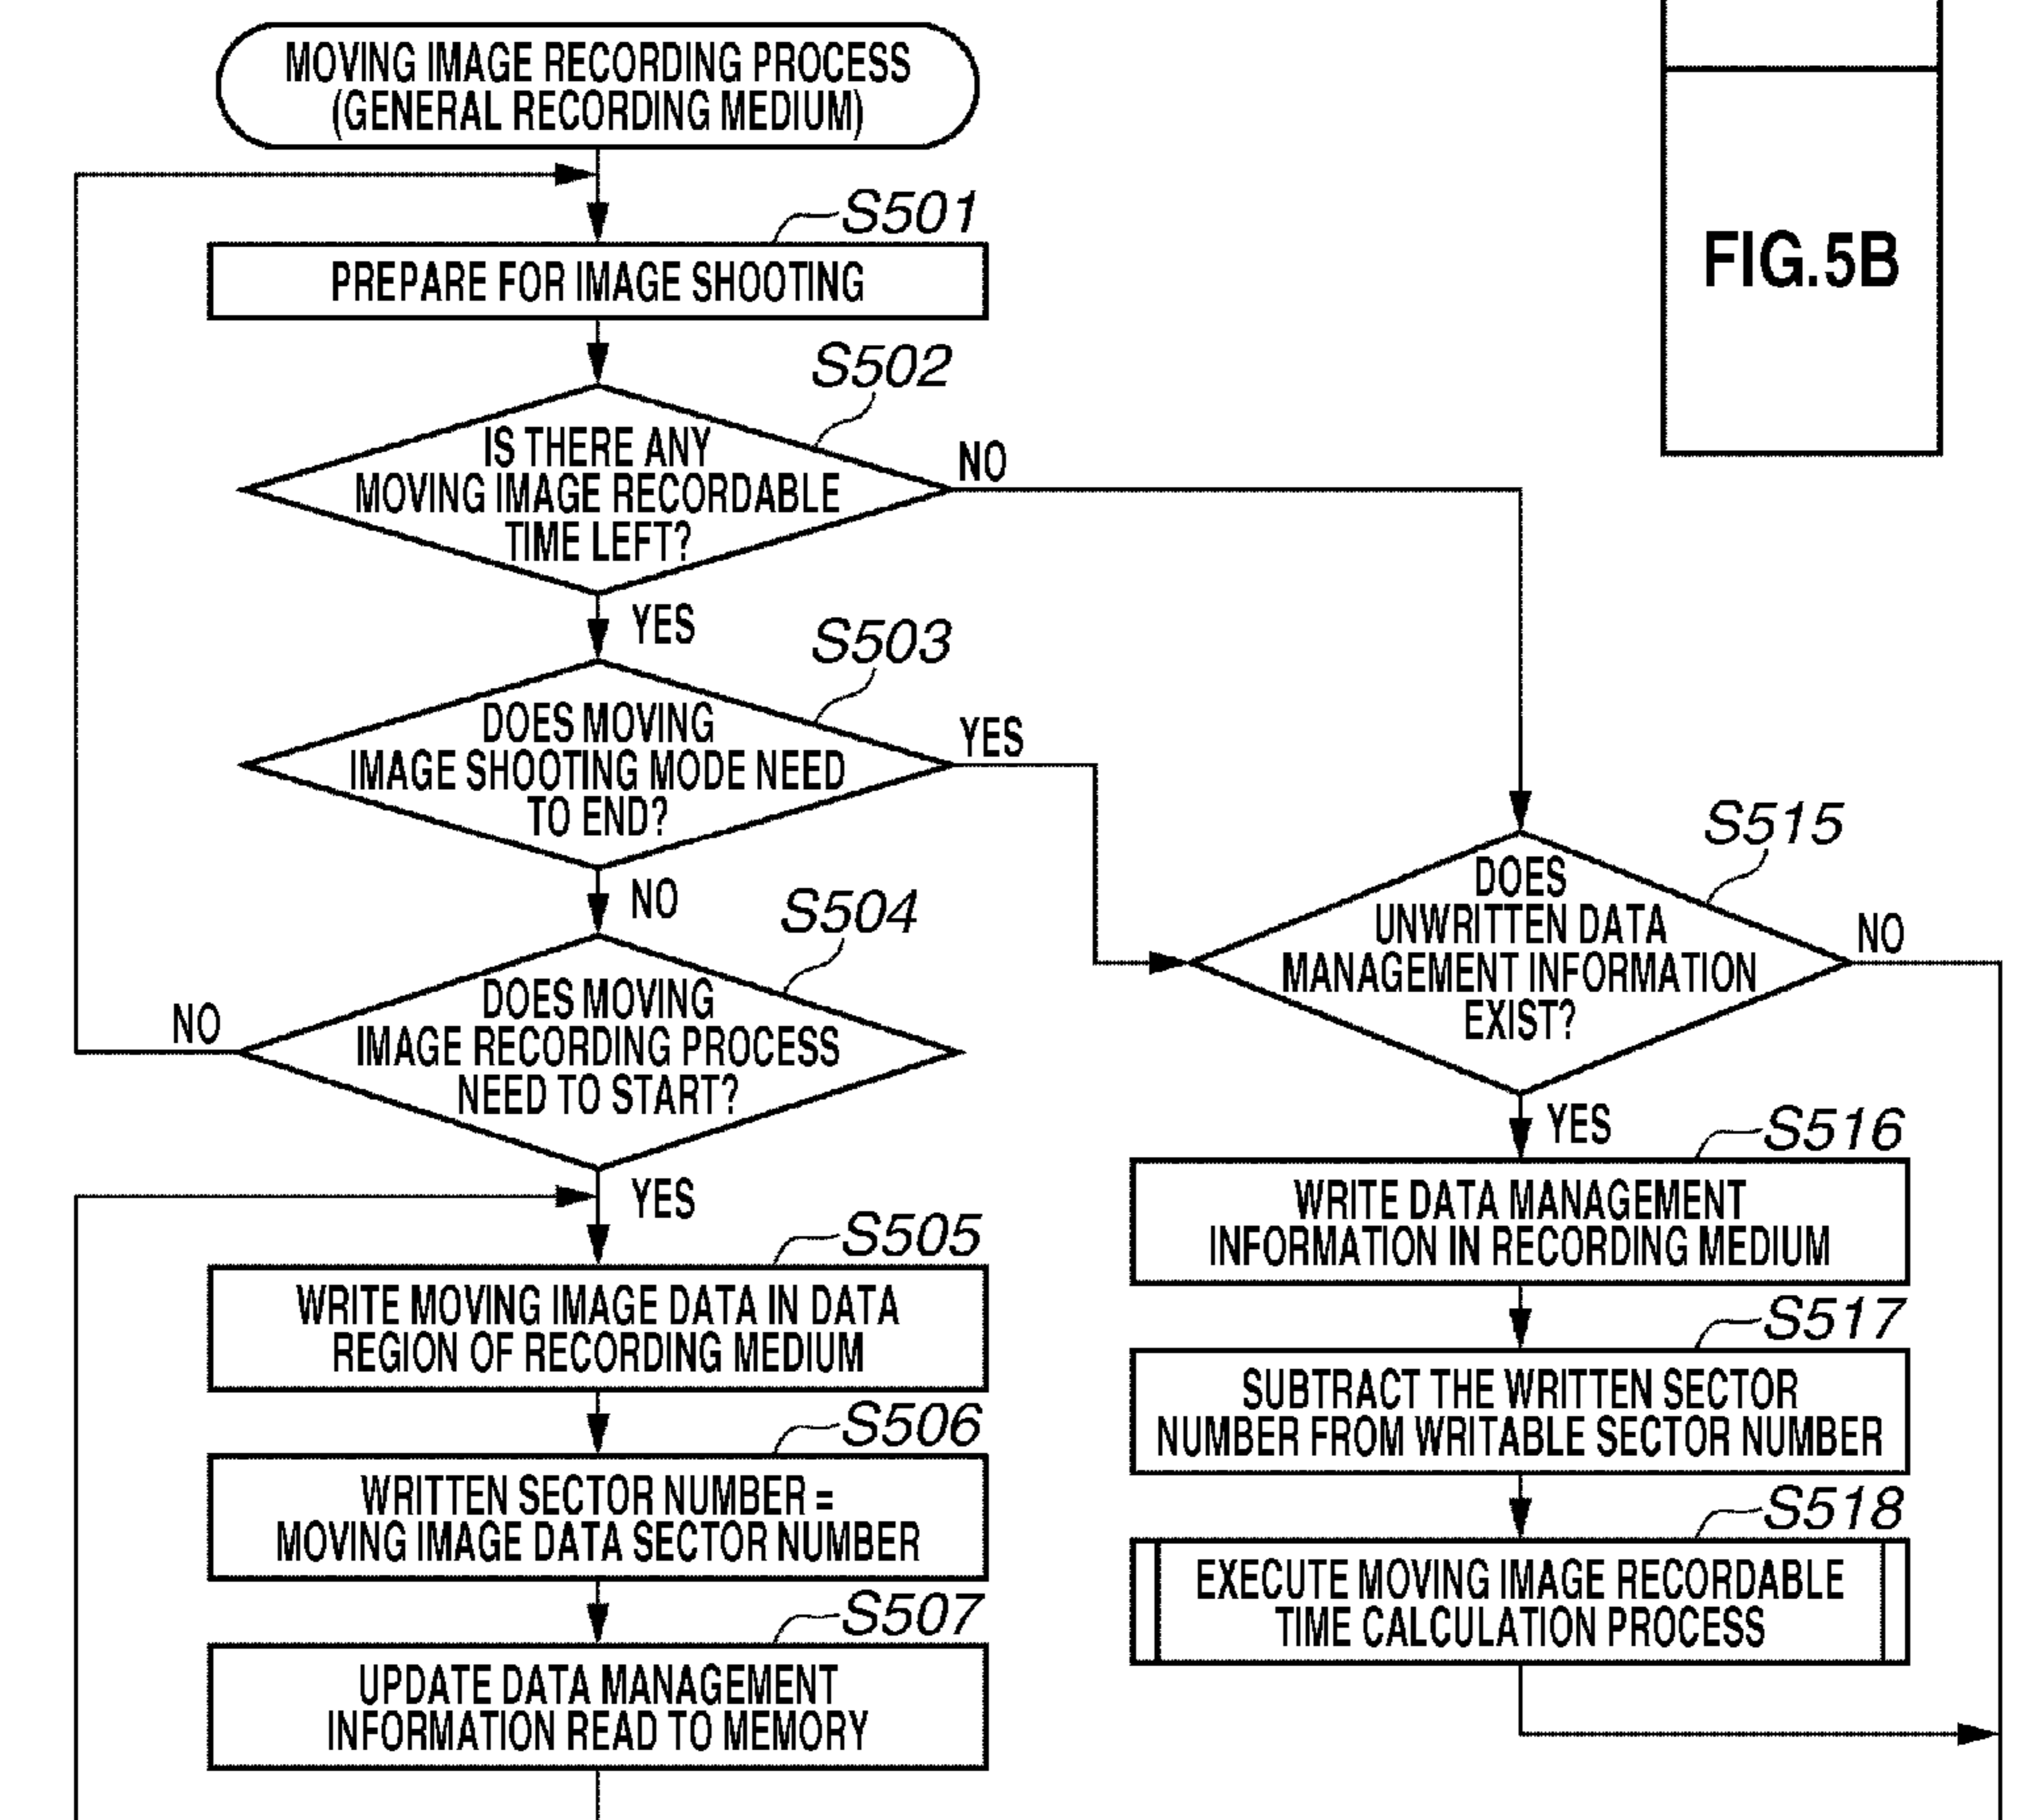 MOVING IMAGE RECORDING PROCESS
(GENERAL RECORDING MEDIUM)
FIG.5B
S501
PREPARE FOR IMAGE SHOOTING
S502
IS THERE ANY
MOVING IMAGE RECORDABLE
TIME LEFT?
NO
YES
S503
DOES MOVING
IMAGE SHOOTING MODE NEED
TO END?
YES
NO
S504
DOES MOVING
IMAGE RECORDING PROCESS
NEED TO START?
NO
YES
S505
WRITE MOVING IMAGE DATA IN DATA
REGION OF RECORDING MEDIUM
S506
WRITTEN SECTOR NUMBER =
MOVING IMAGE DATA SECTOR NUMBER
S507
UPDATE DATA MANAGEMENT
INFORMATION READ TO MEMORY
S515
DOES
UNWRITTEN DATA
MANAGEMENT INFORMATION
EXIST?
NO
YES
S516
WRITE DATA MANAGEMENT
INFORMATION IN RECORDING MEDIUM
S517
SUBTRACT THE WRITTEN SECTOR
NUMBER FROM WRITABLE SECTOR NUMBER
S518
EXECUTE MOVING IMAGE RECORDABLE
TIME CALCULATION PROCESS